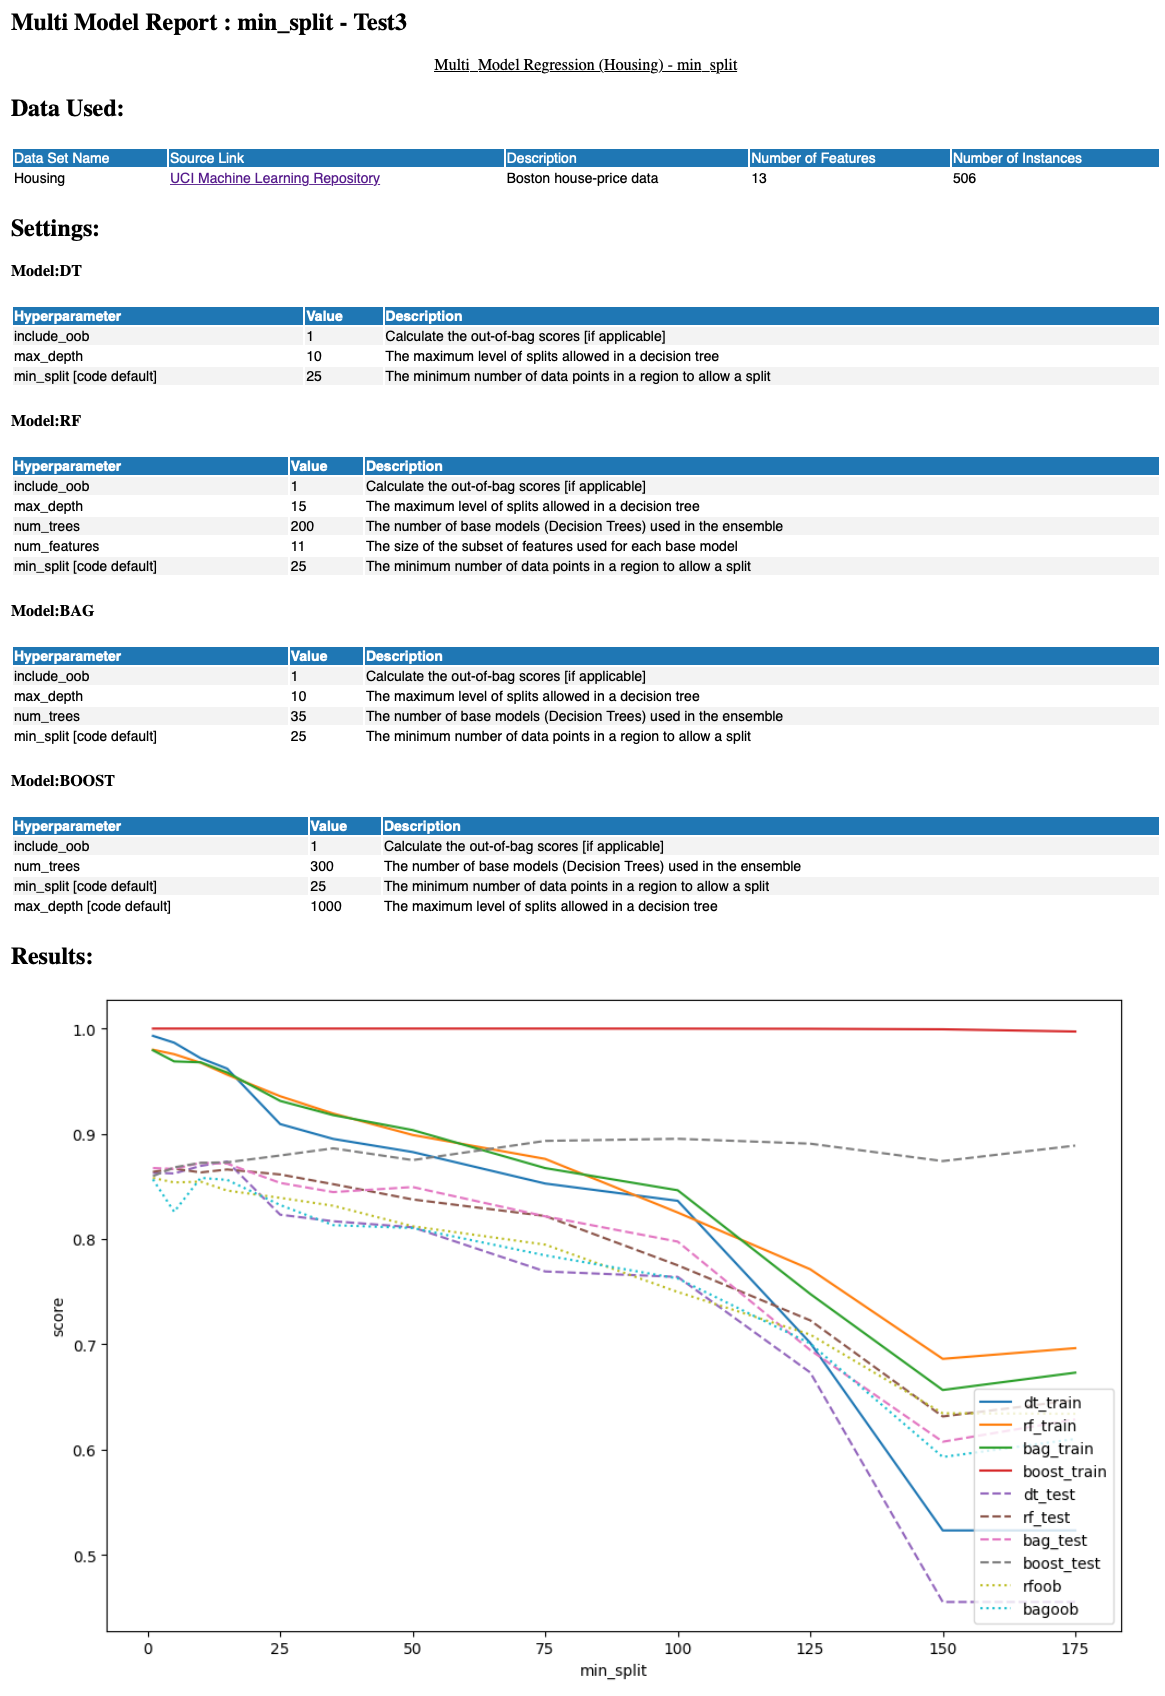 Multi Model Report : min_split - Test3
Multi_Model Regression (Housing) - min_split
Data Used:
Data Set Name Source Link Description Number of Features Number of Instances
Housing UCI Machine Learning Repository Boston house-price data 13 506
Settings:
Model:DT
Hyperparameter Value Description
include_oob 1 Calculate the out-of-bag scores [if applicable]
max_depth 10 The maximum level of splits allowed in a decision tree
min_split [code default] 25 The minimum number of data points in a region to allow a split
Model:RF
Hyperparameter Value Description
include_oob 1 Calculate the out-of-bag scores [if applicable]
max_depth 15 The maximum level of splits allowed in a decision tree
num_trees 200 The number of base models (Decision Trees) used in the ensemble
num_features 11 The size of the subset of features used for each base model
min_split [code default] 25 The minimum number of data points in a region to allow a split
Model:BAG
Hyperparameter Value Description
include_oob 1 Calculate the out-of-bag scores [if applicable]
max_depth 10 The maximum level of splits allowed in a decision tree
num_trees 35 The number of base models (Decision Trees) used in the ensemble
min_split [code default] 25 The minimum number of data points in a region to allow a split
Model:BOOST
Hyperparameter Value Description
include_oob 1 Calculate the out-of-bag scores [if applicable]
num_trees 300 The number of base models (Decision Trees) used in the ensemble
min_split [code default] 25 The minimum number of data points in a region to allow a split
max_depth [code default] 1000 The maximum level of splits allowed in a decision tree
Results:
1.0
0.9
0.8
0.7
0.6
0.5
score
dt_train
rf_train
bag_train
boost_train
dt_test
rf_test
bag_test
boost_test
rfoob
bagoob
0 25 50 75 100 125 150 175
min_split